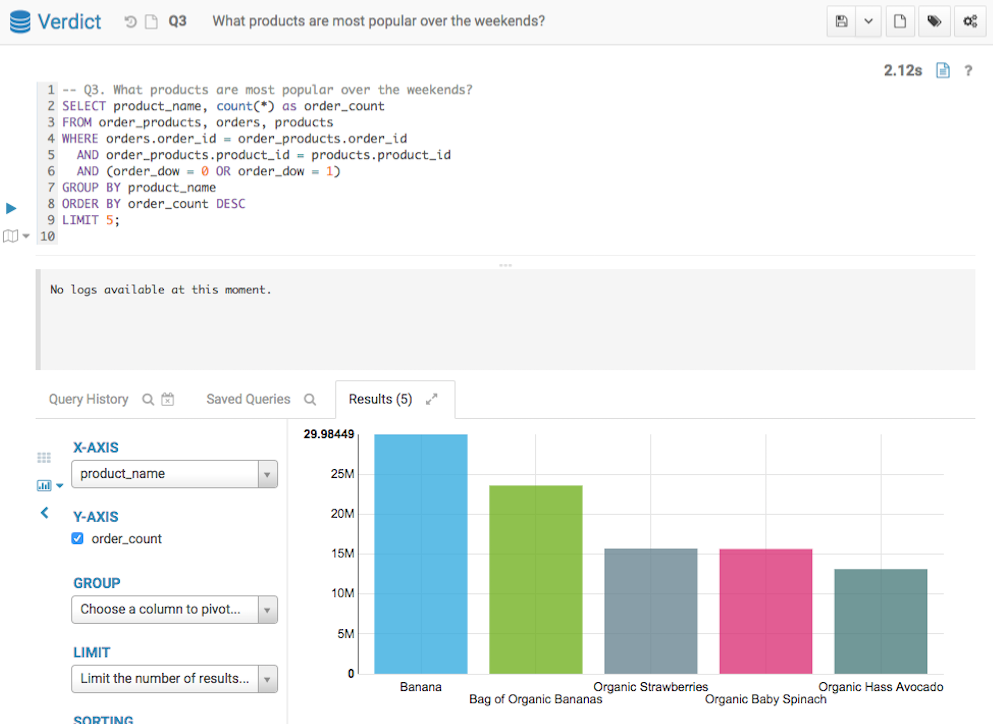 Verdict Q3 What products are most popular over the weekends?
2.12s ?
1 -- Q3. What products are most popular over the weekends?
2 SELECT product_name, count(*) as order_count
3 FROM order_products, orders, products
4 WHERE orders.order_id = order_products.order_id
5 AND order_products.product_id = products.product_id
6 AND (order_dow = 0 OR order_dow = 1)
7 GROUP BY product_name
8 ORDER BY order_count DESC
9 LIMIT 5;
10
No logs available at this moment.
Query History Saved Queries Results (5)
X-AXIS
product_name
Y-AXIS
order_count
GROUP
Choose a column to pivot...
LIMIT
Limit the number of results...
SORTING
29.98449
25M
20M
15M
10M
5M
0
Banana
Bag of Organic Bananas
Organic Strawberries
Organic Baby Spinach
Organic Hass Avocado